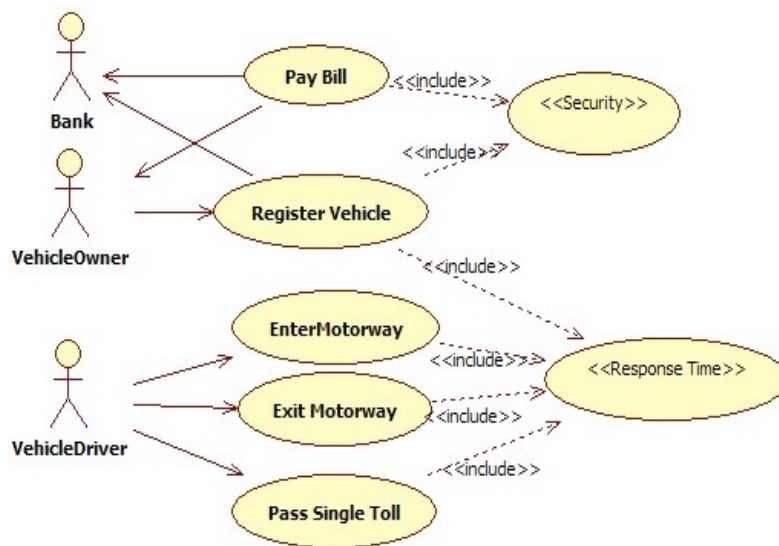 Pay Bill
<<include>>
<<Security>>
Bank
<<include>>
Register Vehicle
VehicleOwner
<<include>>
EnterMotorway
<<include>>
<<Response Time>>
Exit Motorway
<<include>>
VehicleDriver
<<include>>
Pass Single Toll